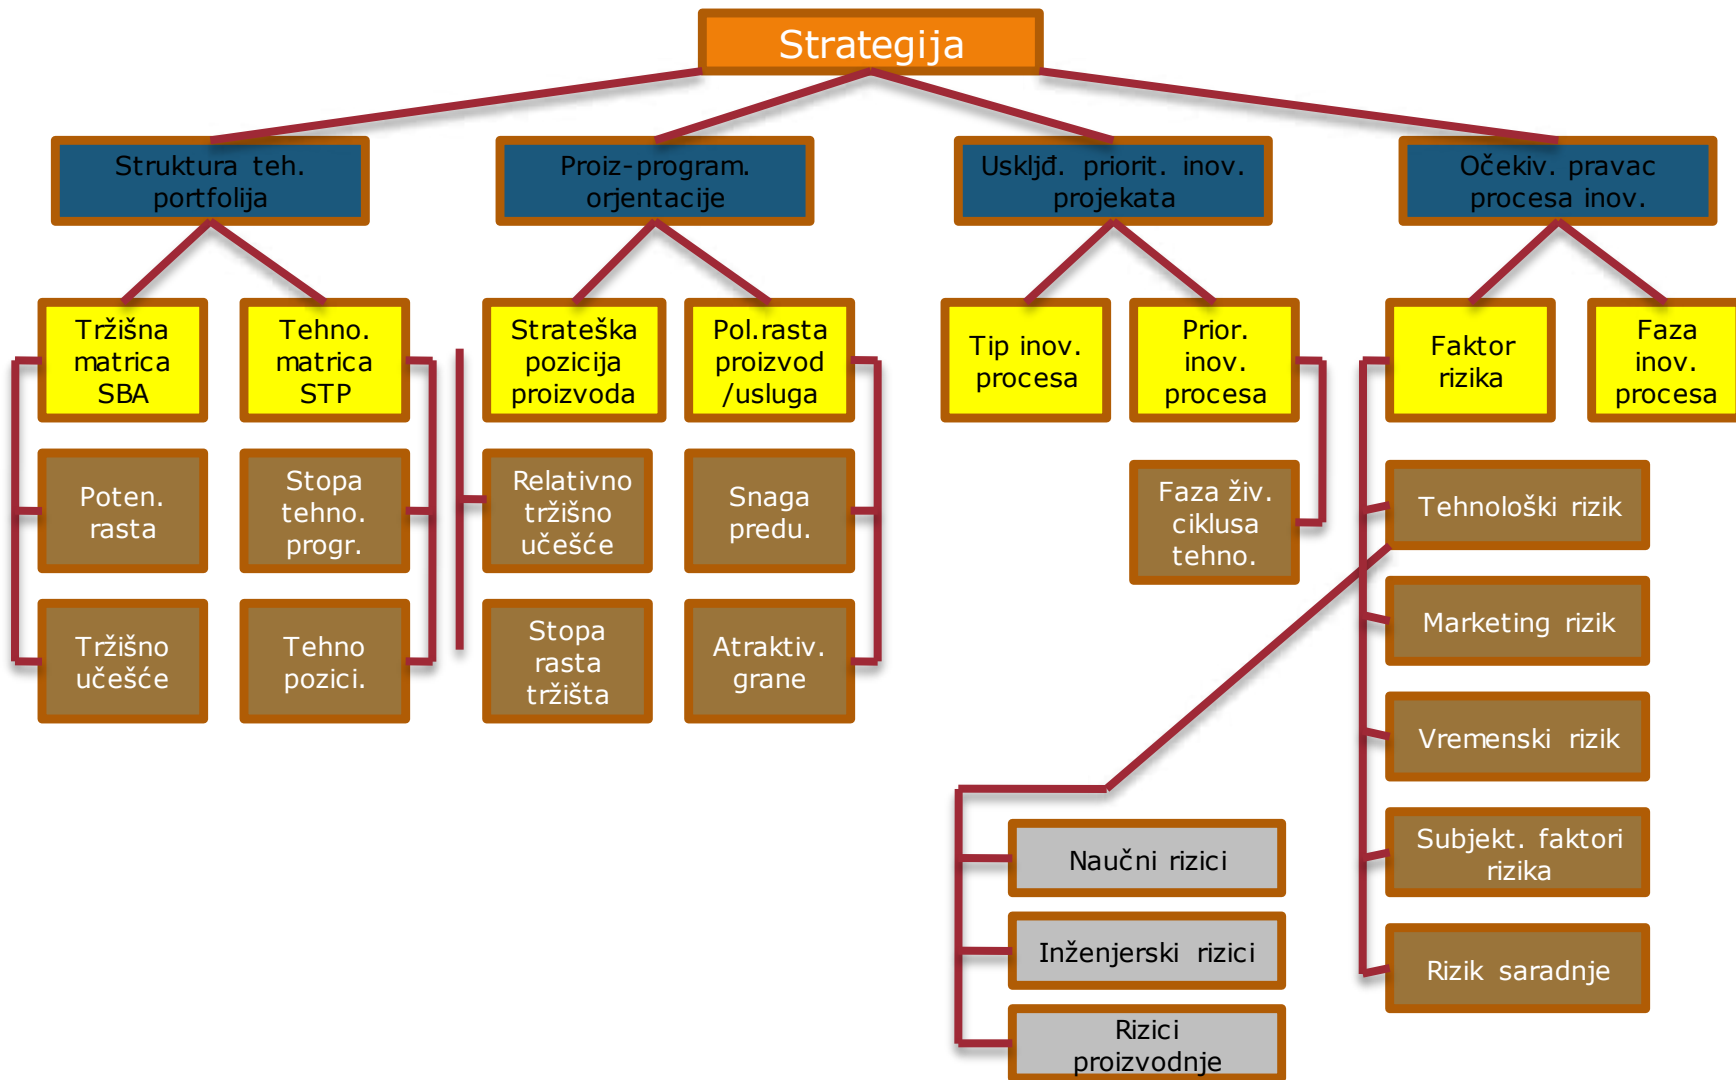 Strategija
Struktura teh.
portfolija
Proiz-program.
orjentacije
Uskljđ. priorit. inov.
projekata
Očekiv. pravac
procesa inov.
Tržišna
matrica
SBA
Tehno.
matrica
STP
Strateška
pozicija
proizvoda
Pol.rasta
proizvod
/usluga
Tip inov.
procesa
Prior.
inov.
procesa
Faktor
rizika
Faza
inov.
procesa
Poten.
rasta
Stopa
tehno.
progr.
Relativno
tržišno
učešće
Snaga
predu.
Faza živ.
ciklusa
tehno.
Tehnološki rizik
Marketing rizik
Tržišno
učešće
Tehno
pozici.
Stopa
rasta
tržišta
Atraktiv.
grane
Vremenski rizik
Subjekt. faktori
rizika
Rizik saradnje
Naučni rizici
Inženjerski rizici
Rizici
proizvodnje